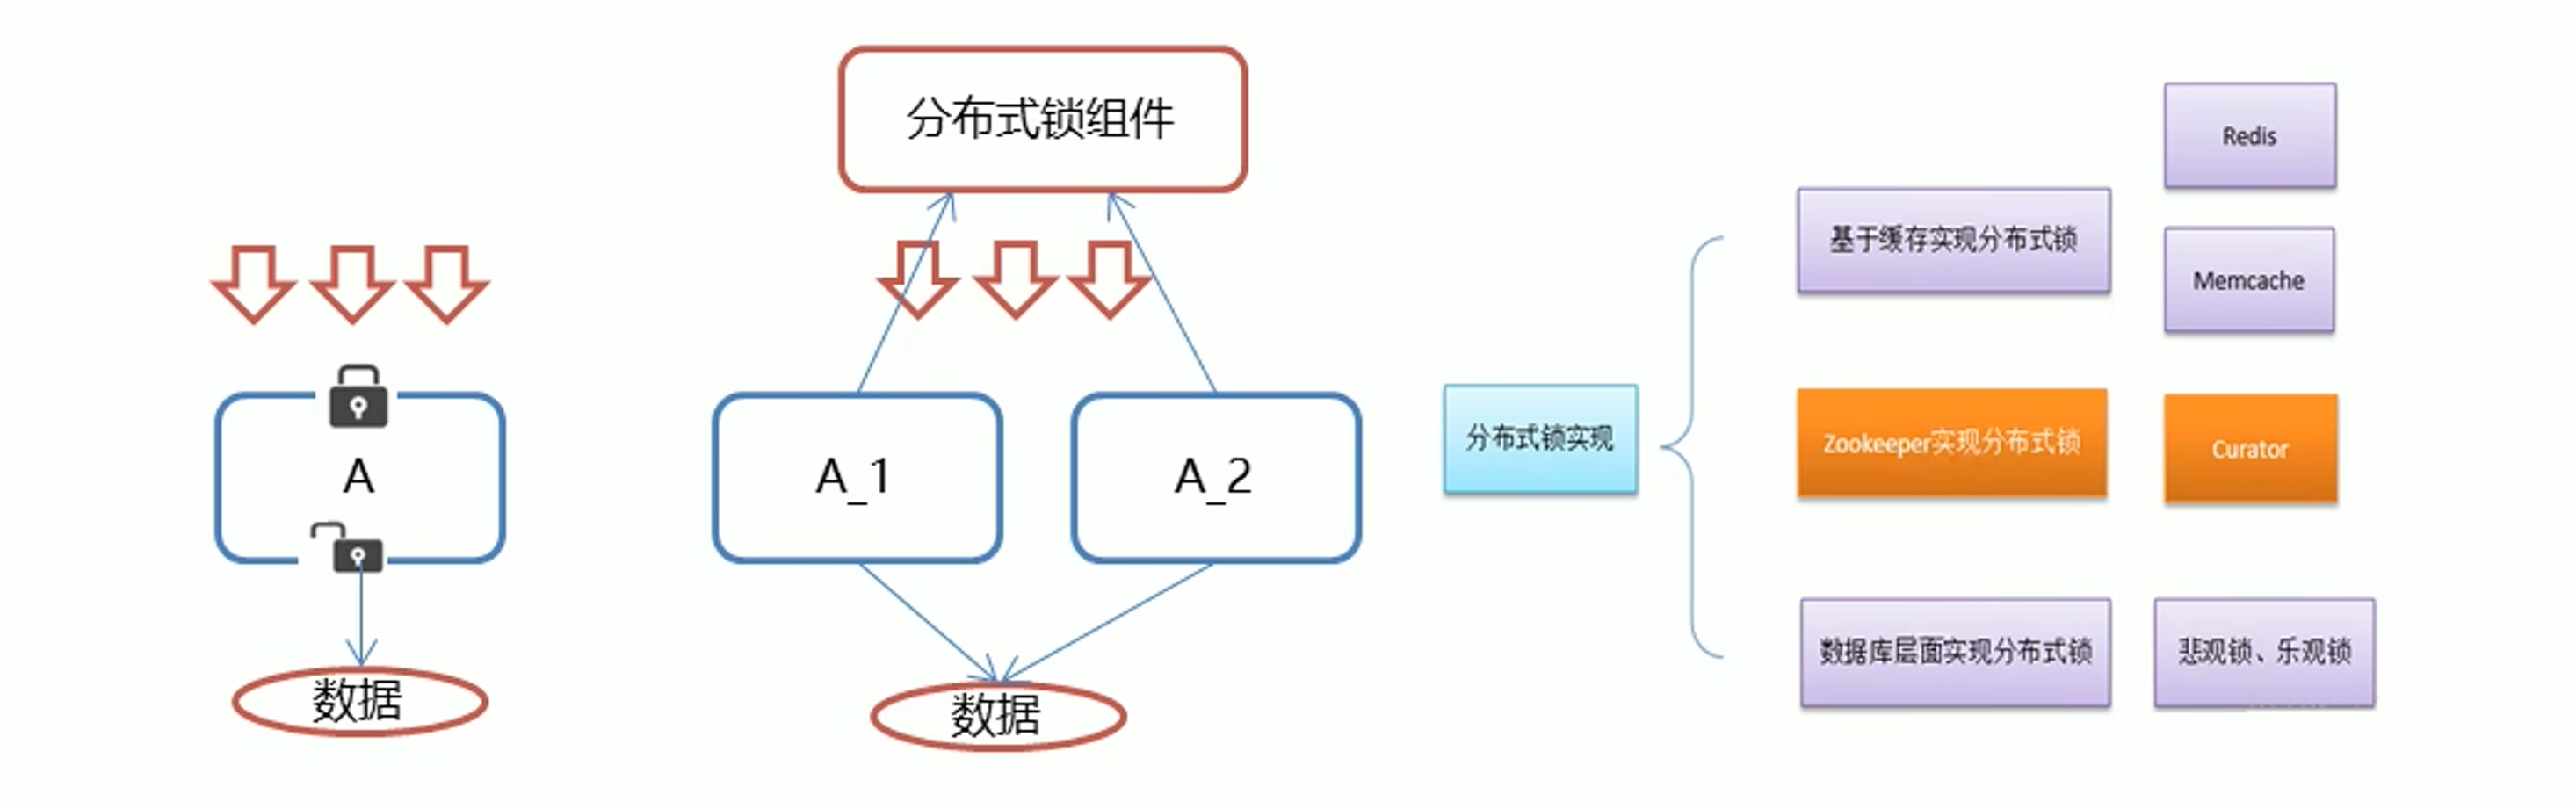 A
数据
分布式锁组件
A_1
A_2
数据
分布式锁实现
基于缓存实现分布式锁
Redis
Memcache
Zookeeper实现分布式锁
Curator
数据库层面实现分布式锁
悲观锁、乐观锁